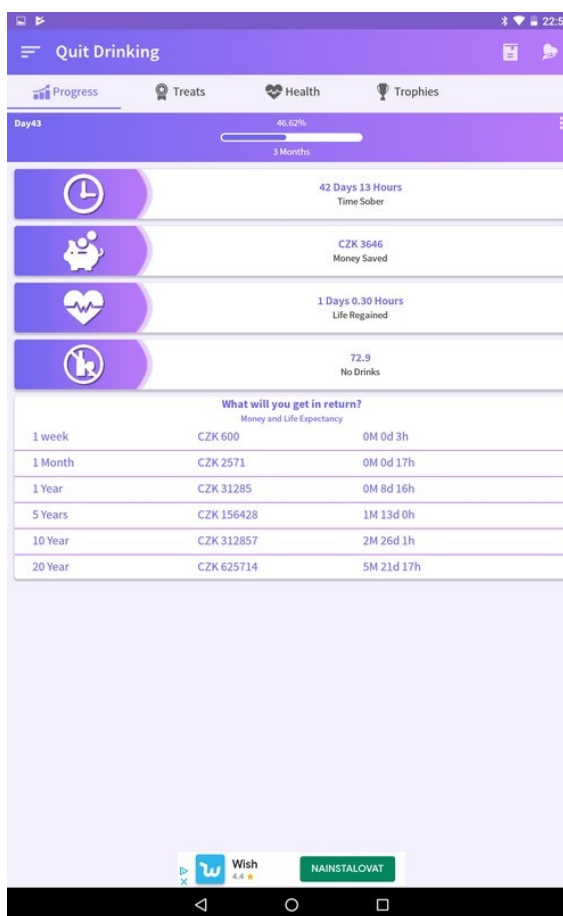 22:5
Quit Drinking
Progress
Treats
Health
Trophies
Day43
46.62%
3 Months
42 Days 13 Hours
Time Sober
CZK 3646
Money Saved
1 Days 0.30 Hours
Life Regained
72.9
No Drinks
What will you get in return?
Money and Life Expectancy
1 week CZK 600 0M 0d 3h
1 Month CZK 2571 0M 0d 17h
1 Year CZK 31285 0M 8d 16h
5 Years CZK 156428 1M 13d 0h
10 Year CZK 312857 2M 26d 1h
20 Year CZK 625714 5M 21d 17h
Wish
4.4 ★
NAINSTALOVAT